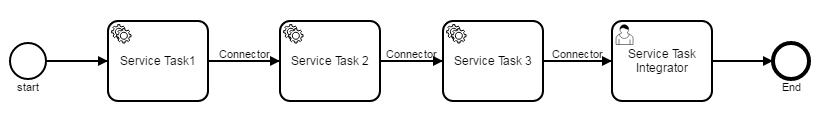 start
Service Task1
Connector
Service Task 2
Connector
Service Task 3
Connector
Service Task
Integrator
End